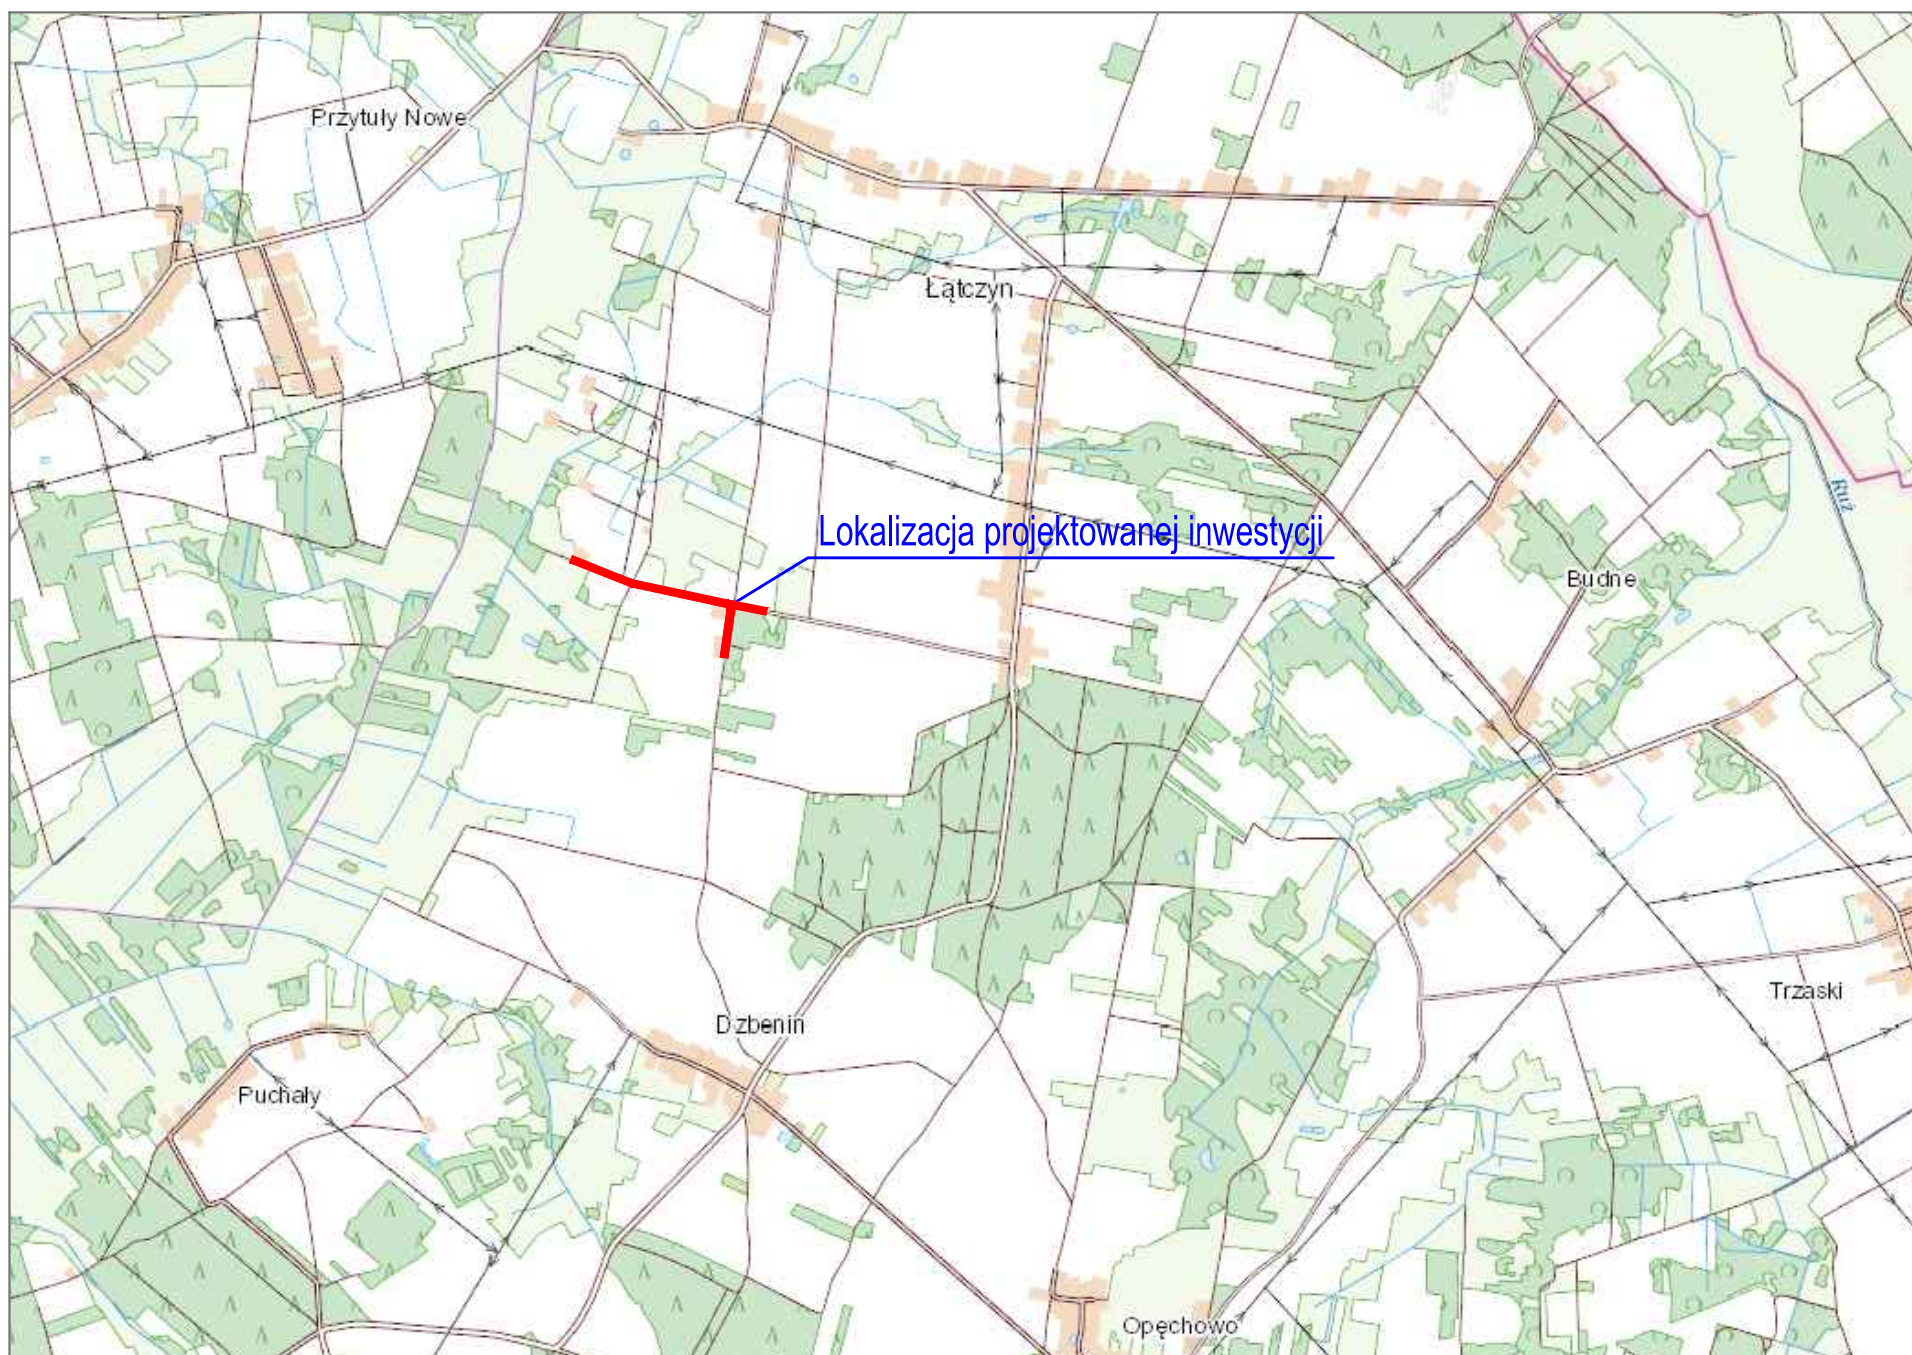 Przytuły Nowe
Łątczyn
Ruż
Lokalizacja projektowanej inwestycji
Budne
Trzaski
Dzbenin
Puchały
Opęchowo